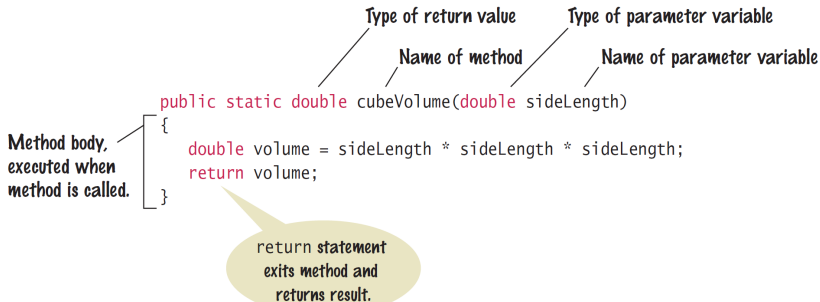 Type of return value
Type of parameter variable
Name of method
Name of parameter variable
public static double cubeVolume(double sideLength)
{
double volume = sideLength * sideLength * sideLength;
return volume;
}
Method body,
executed when
method is called.
return statement
exits method and
returns result.